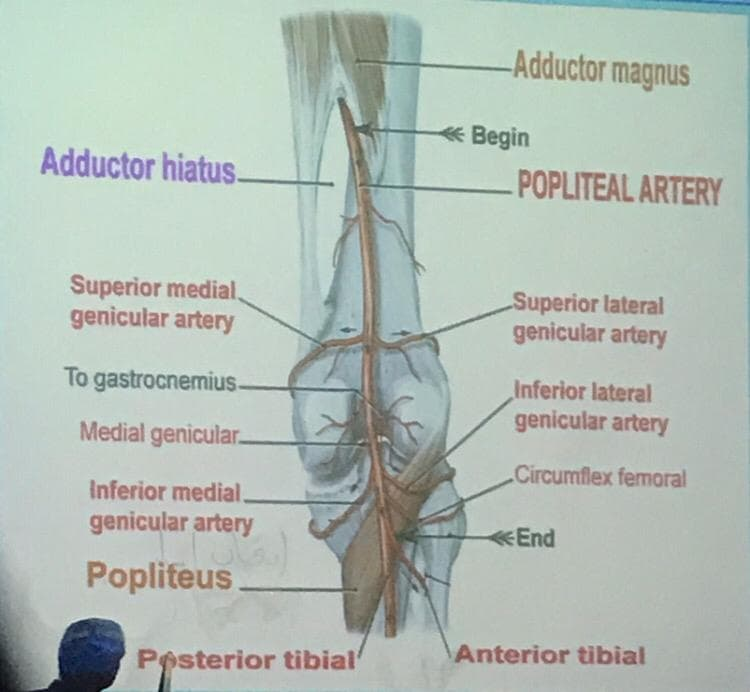 Adductor magnus
Begin
Adductor hiatus
POPLITEAL ARTERY
Superior medial
genicular artery
Superior lateral
genicular artery
To gastrocnemius
Inferior lateral
genicular artery
Medial genicular
Circumflex femoral
Inferior medial
genicular artery
End
Popliteus
Posterior tibial
Anterior tibial